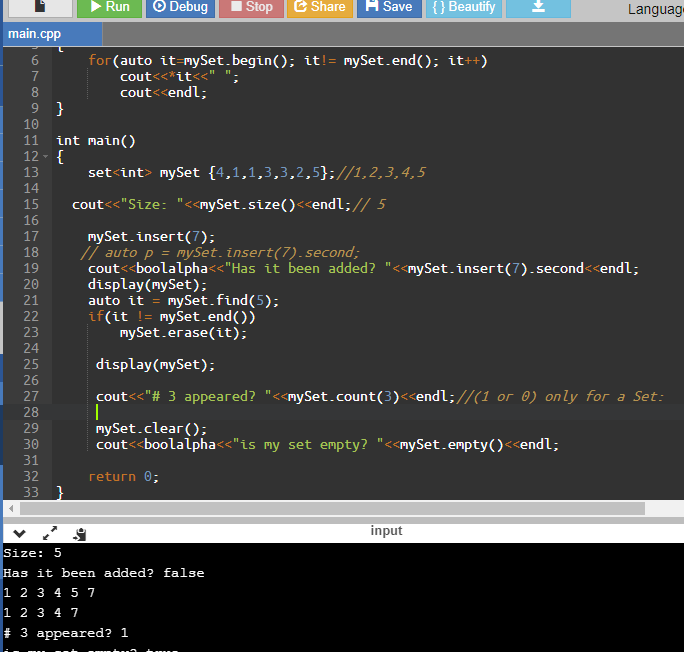 Run Debug Stop Share Save { } Beautify Language
main.cpp
6 for(auto it=mySet.begin(); it!= mySet.end(); it++)
7 cout<<*it<<" ";
8 cout<<endl;
9 }
10
11 int main()
12 {
13 set<int> mySet {4,1,1,3,3,2,5};//1,2,3,4,5
14
15 cout<<"Size: "<<mySet.size()<<endl;// 5
16
17 mySet.insert(7);
18 // auto p = mySet.insert(7).second;
19 cout<<boolalpha<<"Has it been added? "<<mySet.insert(7).second<<endl;
20 display(mySet);
21 auto it = mySet.find(5);
22 if(it != mySet.end())
23 mySet.erase(it);
24
25 display(mySet);
26
27 cout<<"# 3 appeared? "<<mySet.count(3)<<endl;//(1 or 0) only for a Set:
28
29 mySet.clear();
30 cout<<boolalpha<<"is my set empty? "<<mySet.empty()<<endl;
31
32 return 0;
33 }
input
Size: 5
Has it been added? false
1 2 3 4 5 7
1 2 3 4 7
# 3 appeared? 1
is my set empty? true